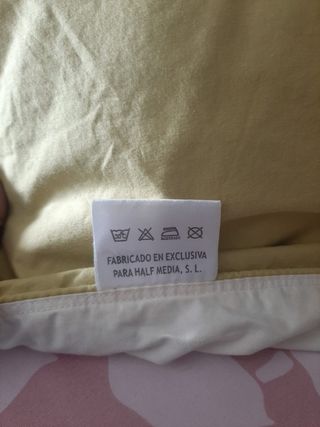 FABRICADO EN EXCLUSIVA
PARA HALF MEDIA, S. L.